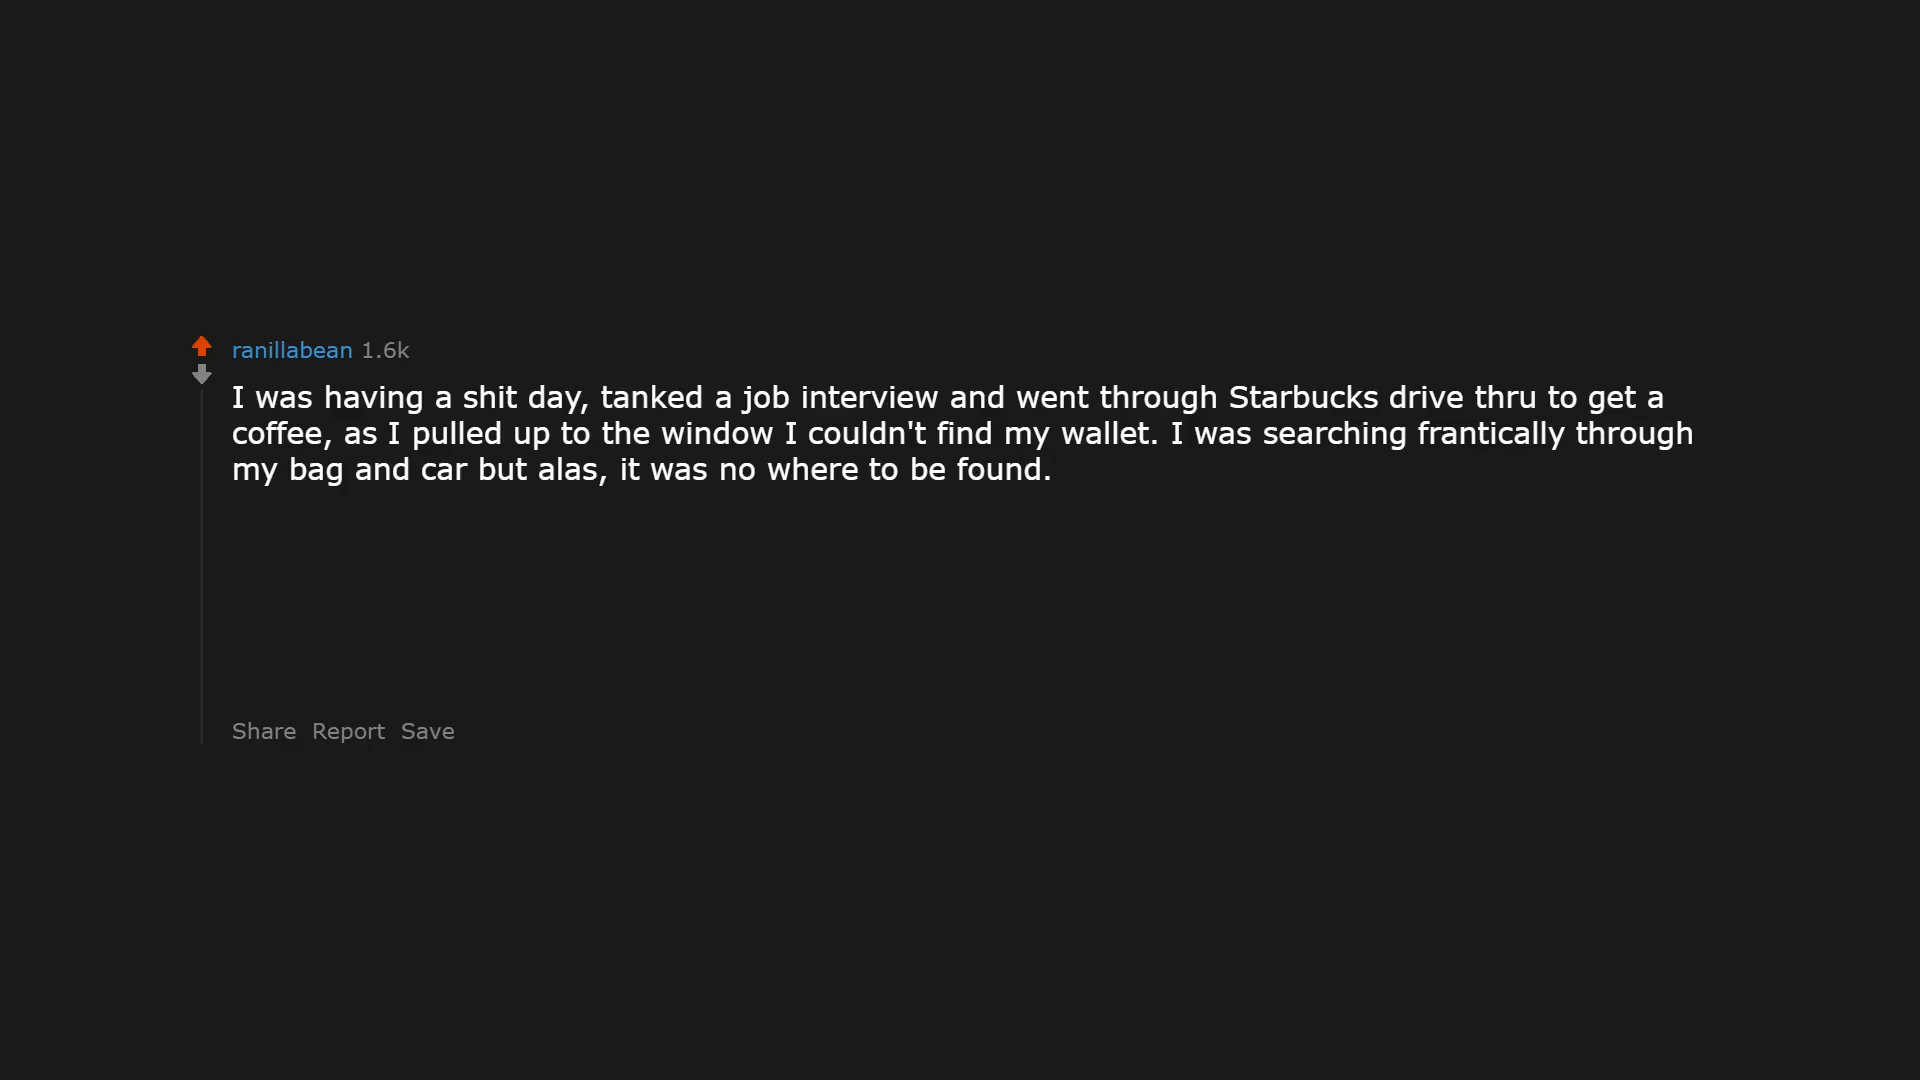 ranillabean 1.6k
I was having a shit day, tanked a job interview and went through Starbucks drive thru to get a
coffee, as I pulled up to the window I couldn't find my wallet. I was searching frantically through
my bag and car but alas, it was no where to be found.
Share Report Save